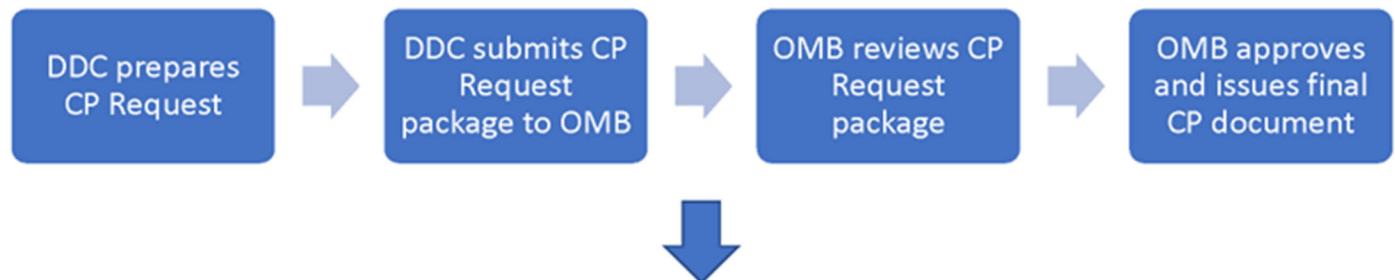 DDC prepares
CP Request
DDC submits CP
Request
package to OMB
OMB reviews CP
Request
package
OMB approves
and issues final
CP document